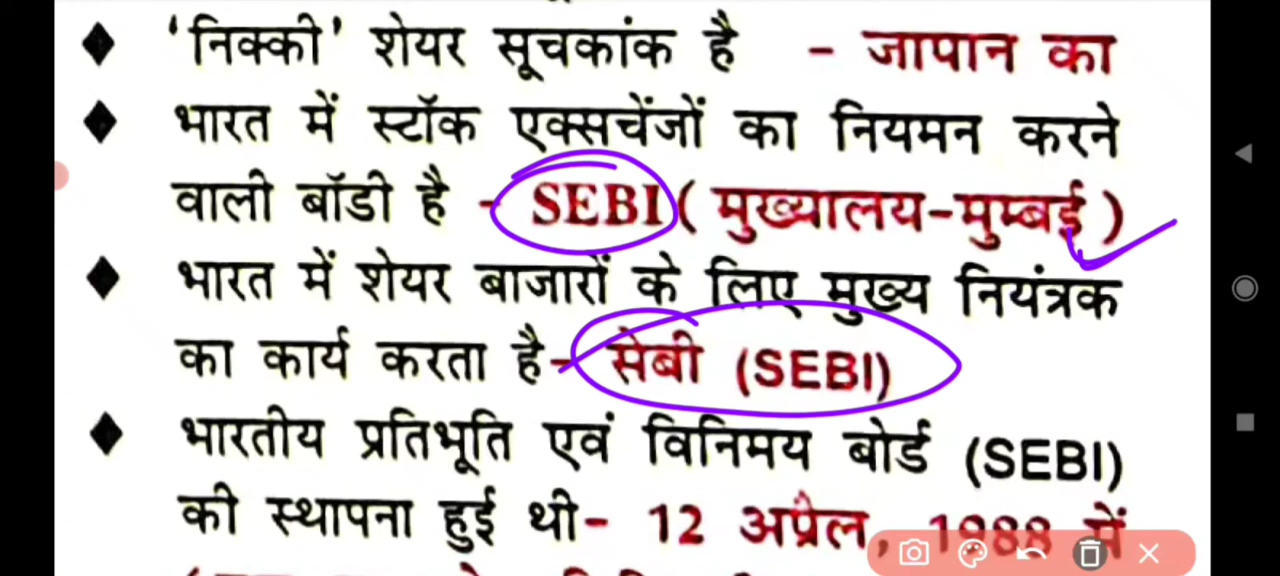 ♦ 'निक्की' शेयर सूचकांक है - जापान का
♦ भारत में स्टॉक एक्सचेंजों का नियमन करने
वाली बॉडी है - SEBI ( मुख्यालय-मुम्बई )
♦ भारत में शेयर बाजारों के लिए मुख्य नियंत्रक
का कार्य करता है- सेबी (SEBI)
♦ भारतीय प्रतिभूति एवं विनिमय बोर्ड (SEBI)
की स्थापना हुई थी- 12 अप्रैल, 1988 में